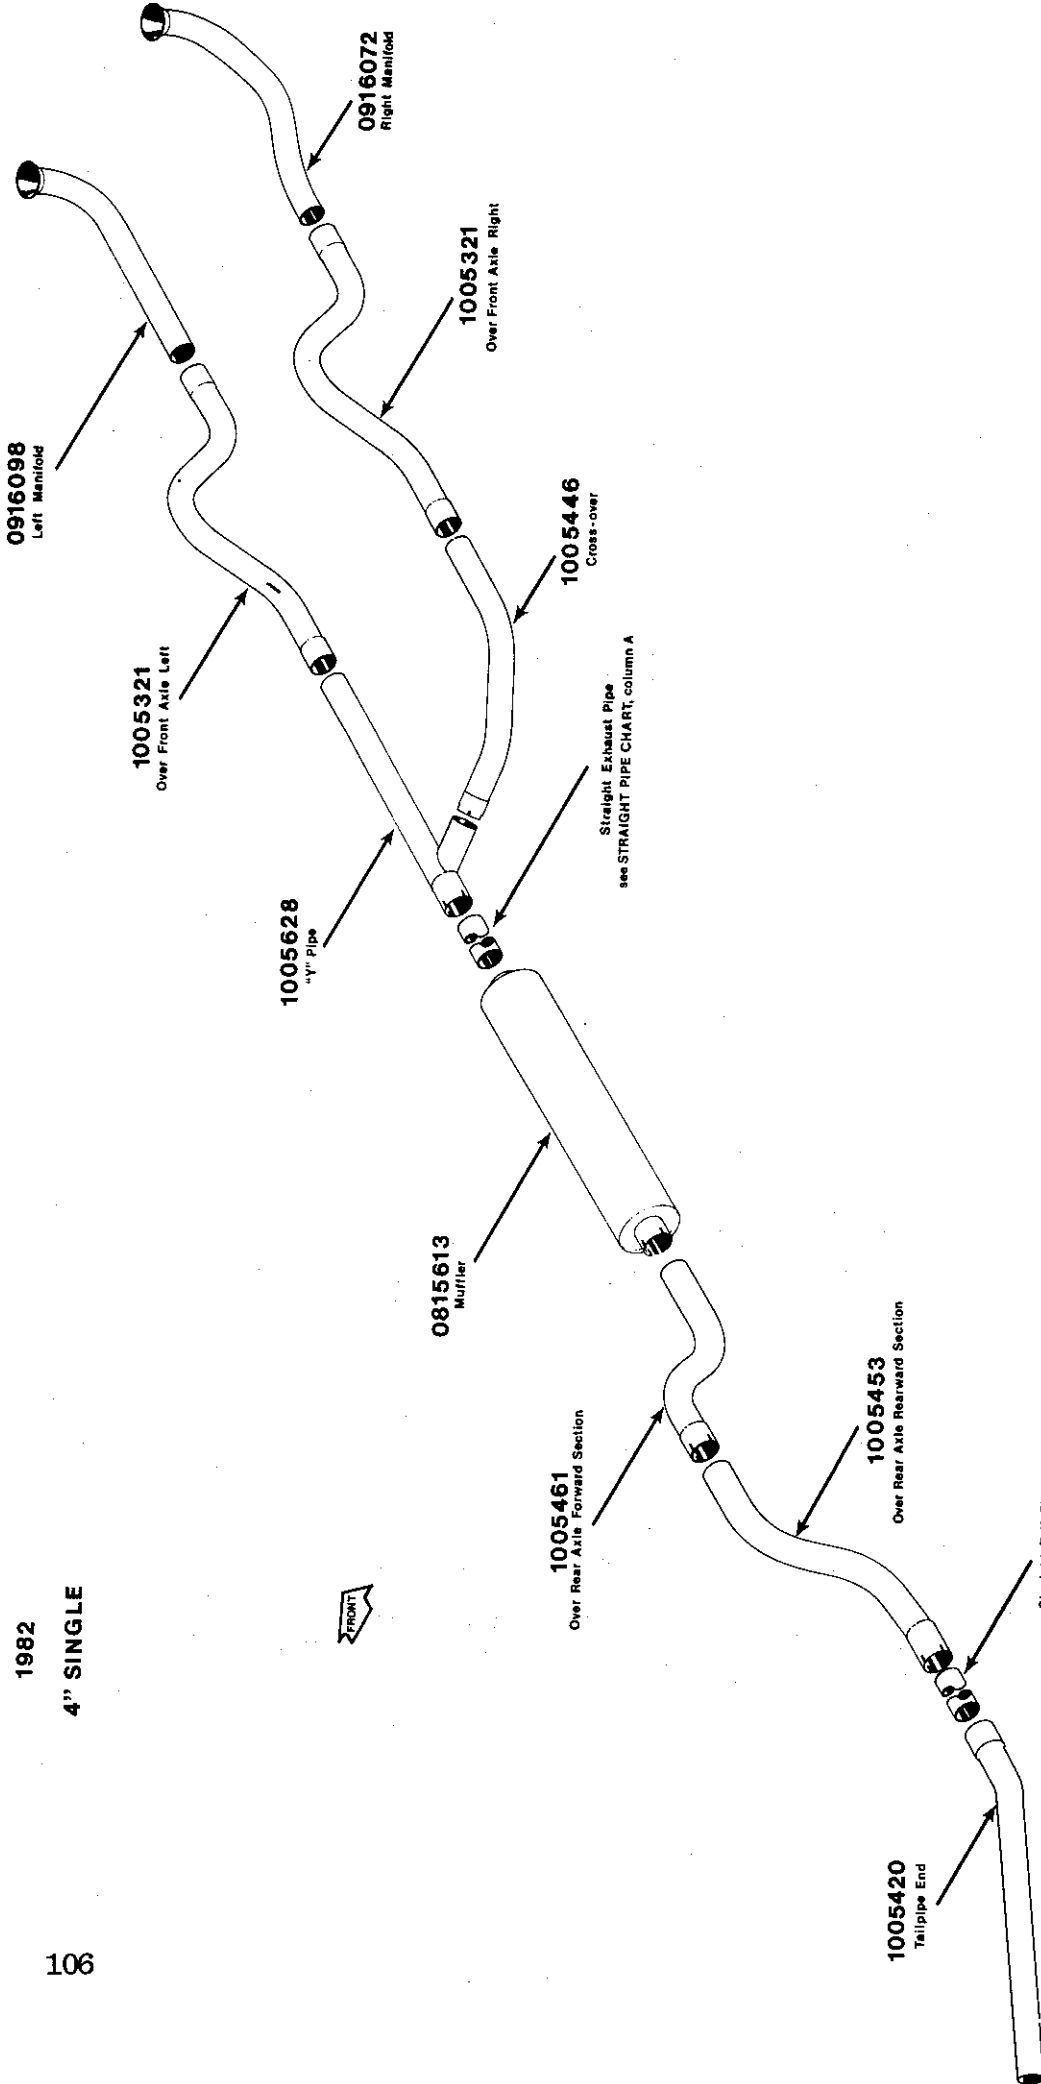 1982
4" SINGLE
FRONT
0916098
Left Manifold
0916072
Right Manifold
1005321
Over Front Axle Left
1005321
Over Front Axle Right
1005628
"Y" Pipe
1005446
Cross-over
Straight Exhaust Pipe
see STRAIGHT PIPE CHART, column A
0815613
Muffler
1005461
Over Rear Axle Forward Section
1005453
Over Rear Axle Rearward Section
1005420
Tailpipe End
106